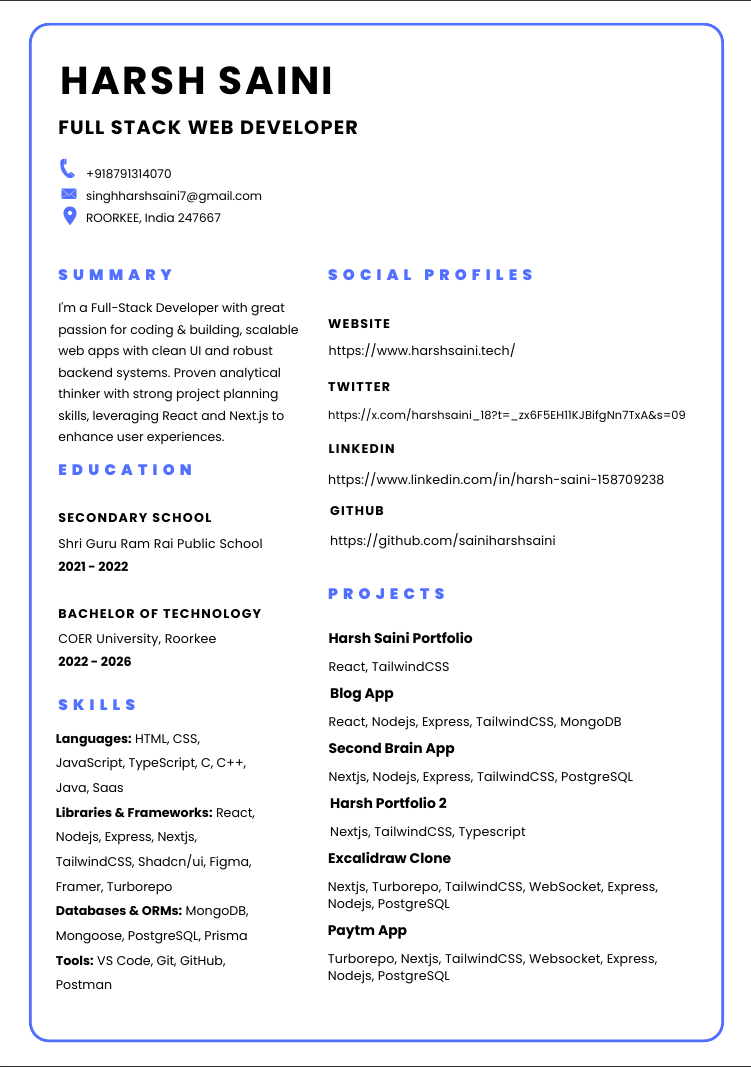 HARSH SAINI
FULL STACK WEB DEVELOPER
+918791314070
singhharshsaini7@gmail.com
ROORKEE, India 247667
SUMMARY
I'm a Full-Stack Developer with great
passion for coding & building, scalable
web apps with clean UI and robust
backend systems. Proven analytical
thinker with strong project planning
skills, leveraging React and Next.js to
enhance user experiences.
EDUCATION
SECONDARY SCHOOL
Shri Guru Ram Rai Public School
2021 - 2022
BACHELOR OF TECHNOLOGY
COER University, Roorkee
2022 - 2026
SKILLS
Languages: HTML, CSS,
JavaScript, TypeScript, C, C++,
Java, Saas
Libraries & Frameworks: React,
Nodejs, Express, Nextjs,
TailwindCSS, Shadcn/ui, Figma,
Framer, Turborepo
Databases & ORMs: MongoDB,
Mongoose, PostgreSQL, Prisma
Tools: VS Code, Git, GitHub,
Postman
SOCIAL PROFILES
WEBSITE
https://www.harshsaini.tech/
TWITTER
https://x.com/harshsaini_18?t=_zx6F5EH11KJBifgNn7TxA&s=09
LINKEDIN
https://www.linkedin.com/in/harsh-saini-158709238
GITHUB
https://github.com/sainiharshsaini
PROJECTS
Harsh Saini Portfolio
React, TailwindCSS
Blog App
React, Nodejs, Express, TailwindCSS, MongoDB
Second Brain App
Nextjs, Nodejs, Express, TailwindCSS, PostgreSQL
Harsh Portfolio 2
Nextjs, TailwindCSS, Typescript
Excalidraw Clone
Nextjs, Turborepo, TailwindCSS, WebSocket, Express,
Nodejs, PostgreSQL
Paytm App
Turborepo, Nextjs, TailwindCSS, Websocket, Express,
Nodejs, PostgreSQL